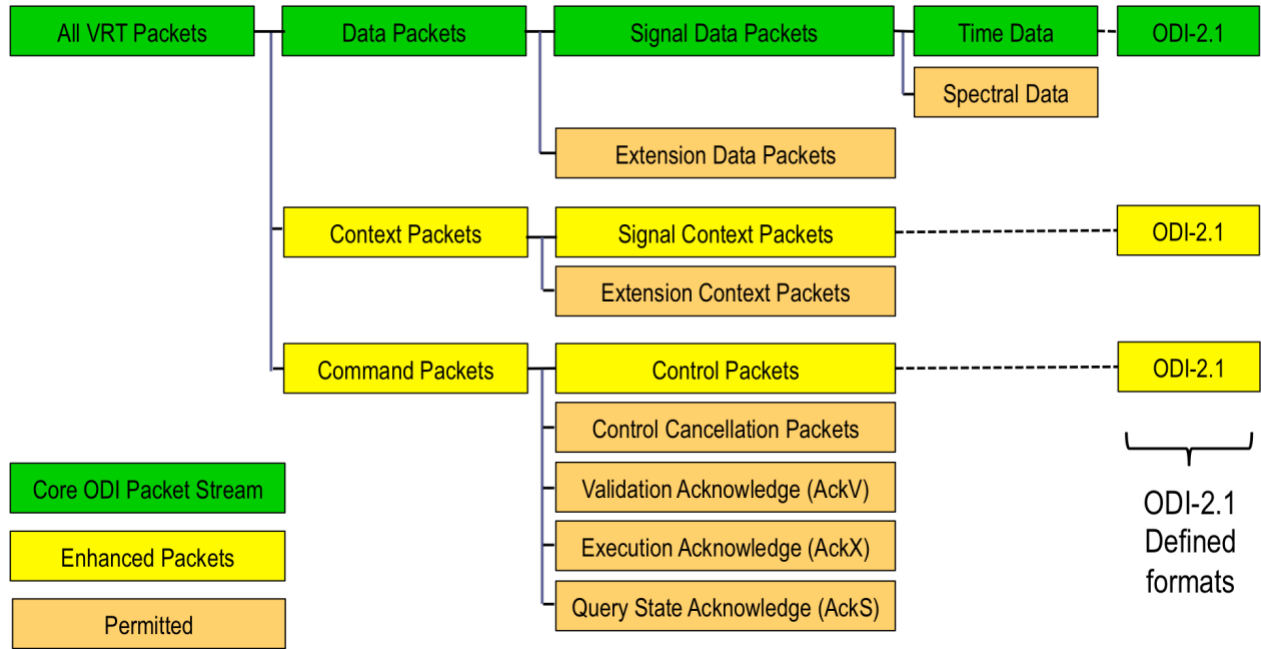 All VRT Packets
Data Packets
Signal Data Packets
Time Data
ODI-2.1
Spectral Data
Extension Data Packets
Context Packets
Signal Context Packets
ODI-2.1
Extension Context Packets
Command Packets
Control Packets
ODI-2.1
Control Cancellation Packets
Validation Acknowledge (AckV)
Execution Acknowledge (AckX)
Query State Acknowledge (AckS)
Core ODI Packet Stream
Enhanced Packets
Permitted
ODI-2.1
Defined
formats